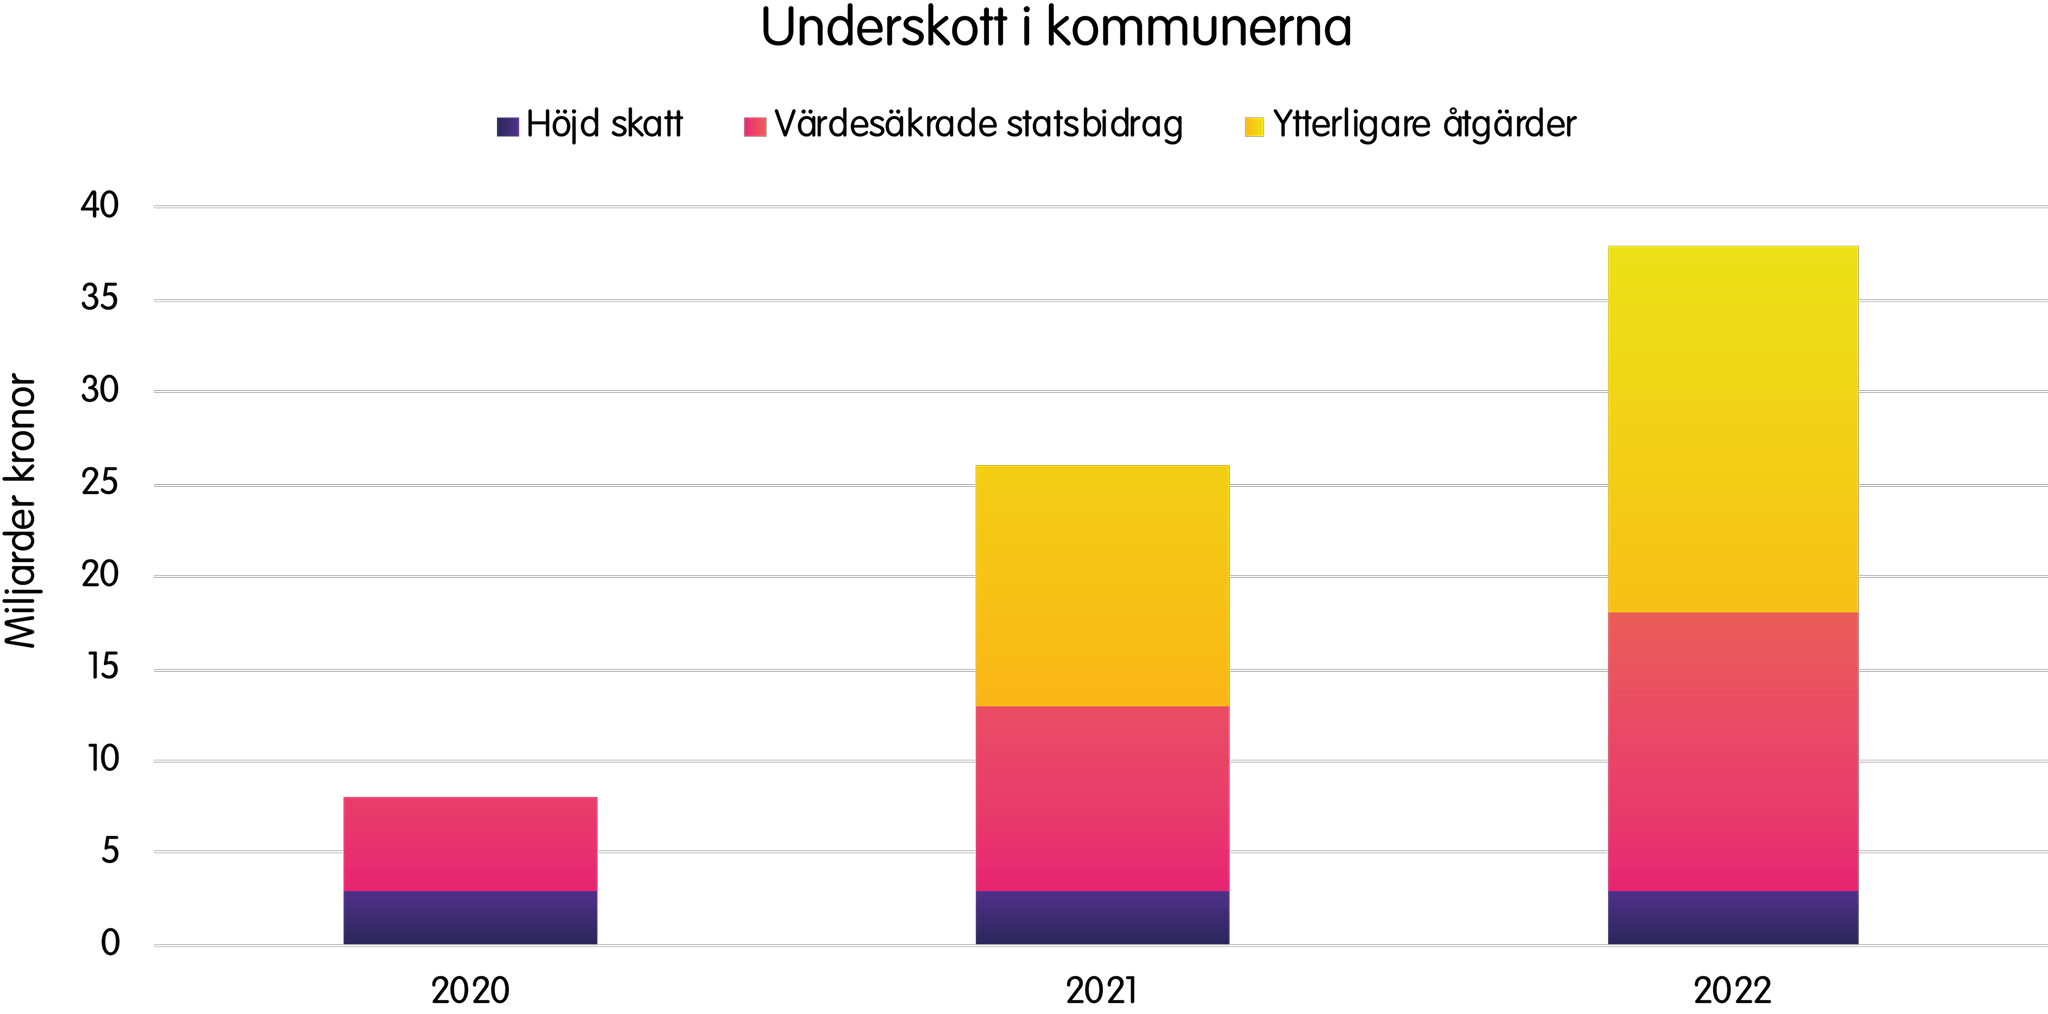 Underskott i kommunerna
Höjd skatt
Värdesäkrade statsbidrag
Ytterligare åtgärder
Miljarder kronor
40
35
30
25
20
15
10
5
0
2020
2021
2022